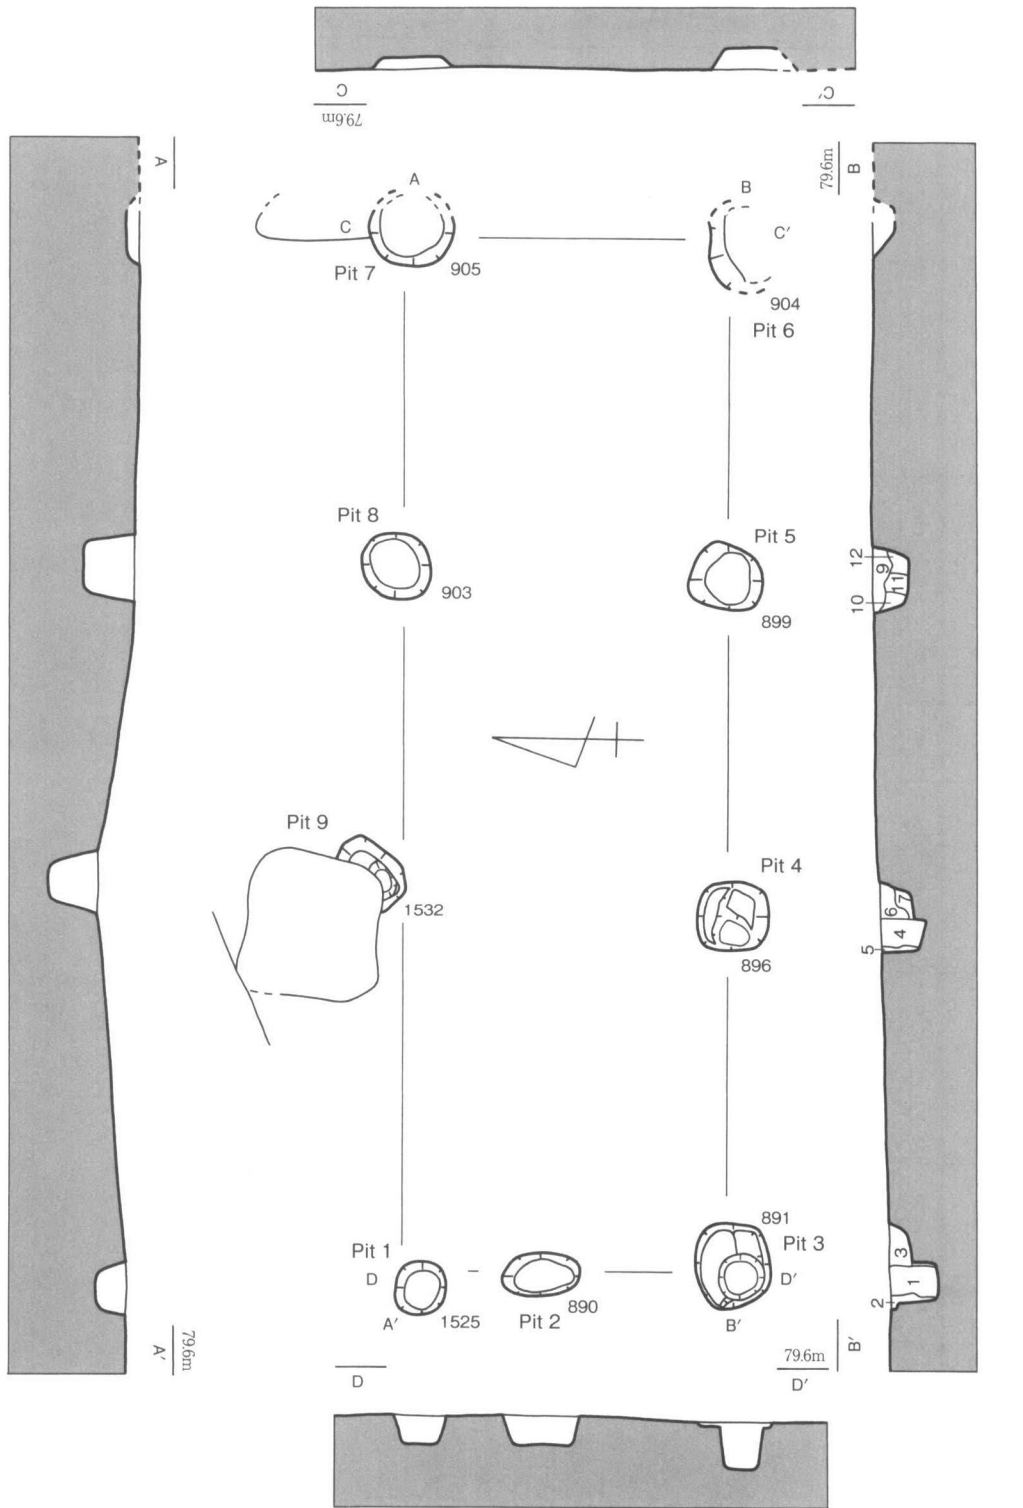 C
79.6m
C′
A
79.6m
B
A
B
C
C′
Pit 7
905
904
Pit 6
Pit 8
903
Pit 5
899
12
9
11
10
Pit 9
1532
Pit 4
896
7
6
4
5
891
Pit 1
Pit 3
D
D′
A′
1525
Pit 2
890
B′
3
1
2
A′
79.6m
B′
D
79.6m
D′